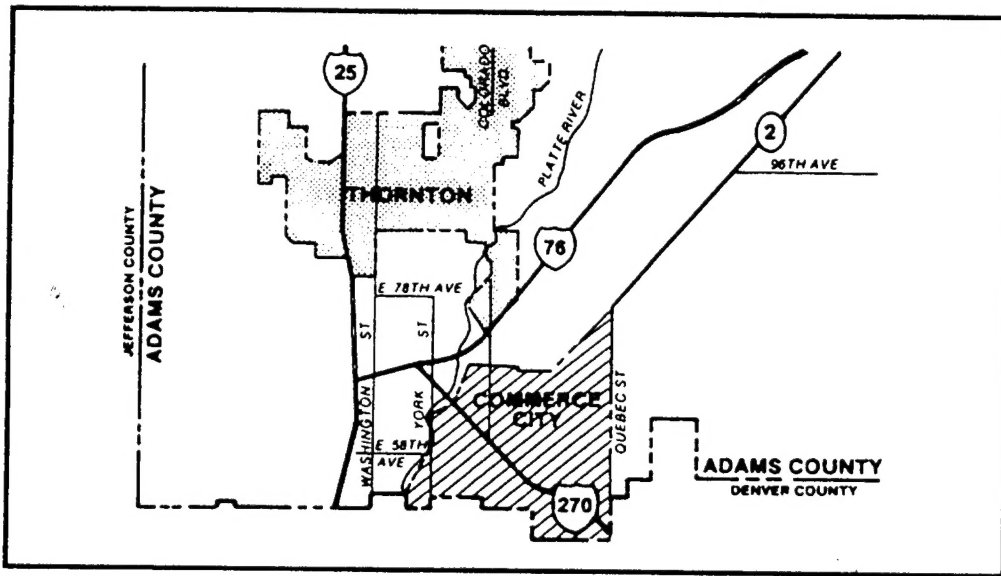 25
COLORADO
BLVD.
PLATTE RIVER
2
96TH AVE
THORNTON
JEFFERSON COUNTY
ADAMS COUNTY
76
E 78TH AVE
WASHINGTON ST
YORK ST
COMMERCE
CITY
QUEBEC ST
E 58TH
AVE
ADAMS COUNTY
DENVER COUNTY
270